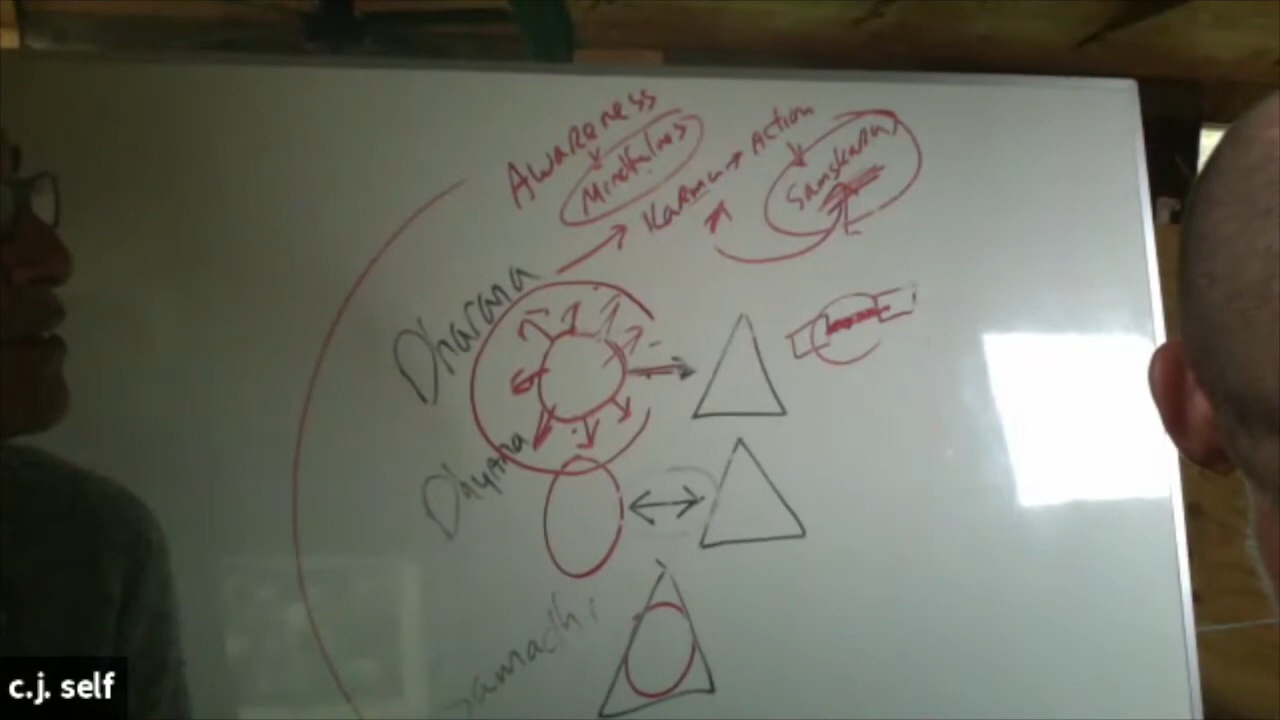 Awareness
Mindfulness
Karma → Action
Samskara
Dharana
Dhyana
Samadhi
c.j. self